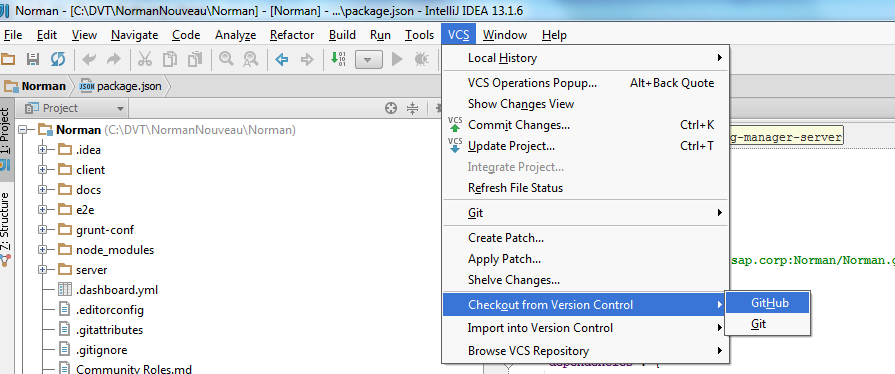 Norman - [C:\DVT\NormanNouveau\Norman] - [Norman] - ...\package.json - IntelliJ IDEA 13.1.6
File Edit View Navigate Code Analyze Refactor Build Run Tools VCS Window Help
Norman package.json
Project
1: Project
7: Structure
Norman (C:\DVT\NormanNouveau\Norman)
.idea
client
docs
e2e
grunt-conf
node_modules
server
.dashboard.yml
.editorconfig
.gitattributes
.gitignore
Community Roles.md
Local History
VCS Operations Popup... Alt+Back Quote
Show Changes View
VCS Commit Changes... Ctrl+K
VCS Update Project... Ctrl+T
Integrate Project...
Refresh File Status
Git
Create Patch...
Apply Patch...
Shelve Changes...
Checkout from Version Control
Import into Version Control
Browse VCS Repository
GitHub
Git
g-manager-server
sap.corp:Norman/Norman.g